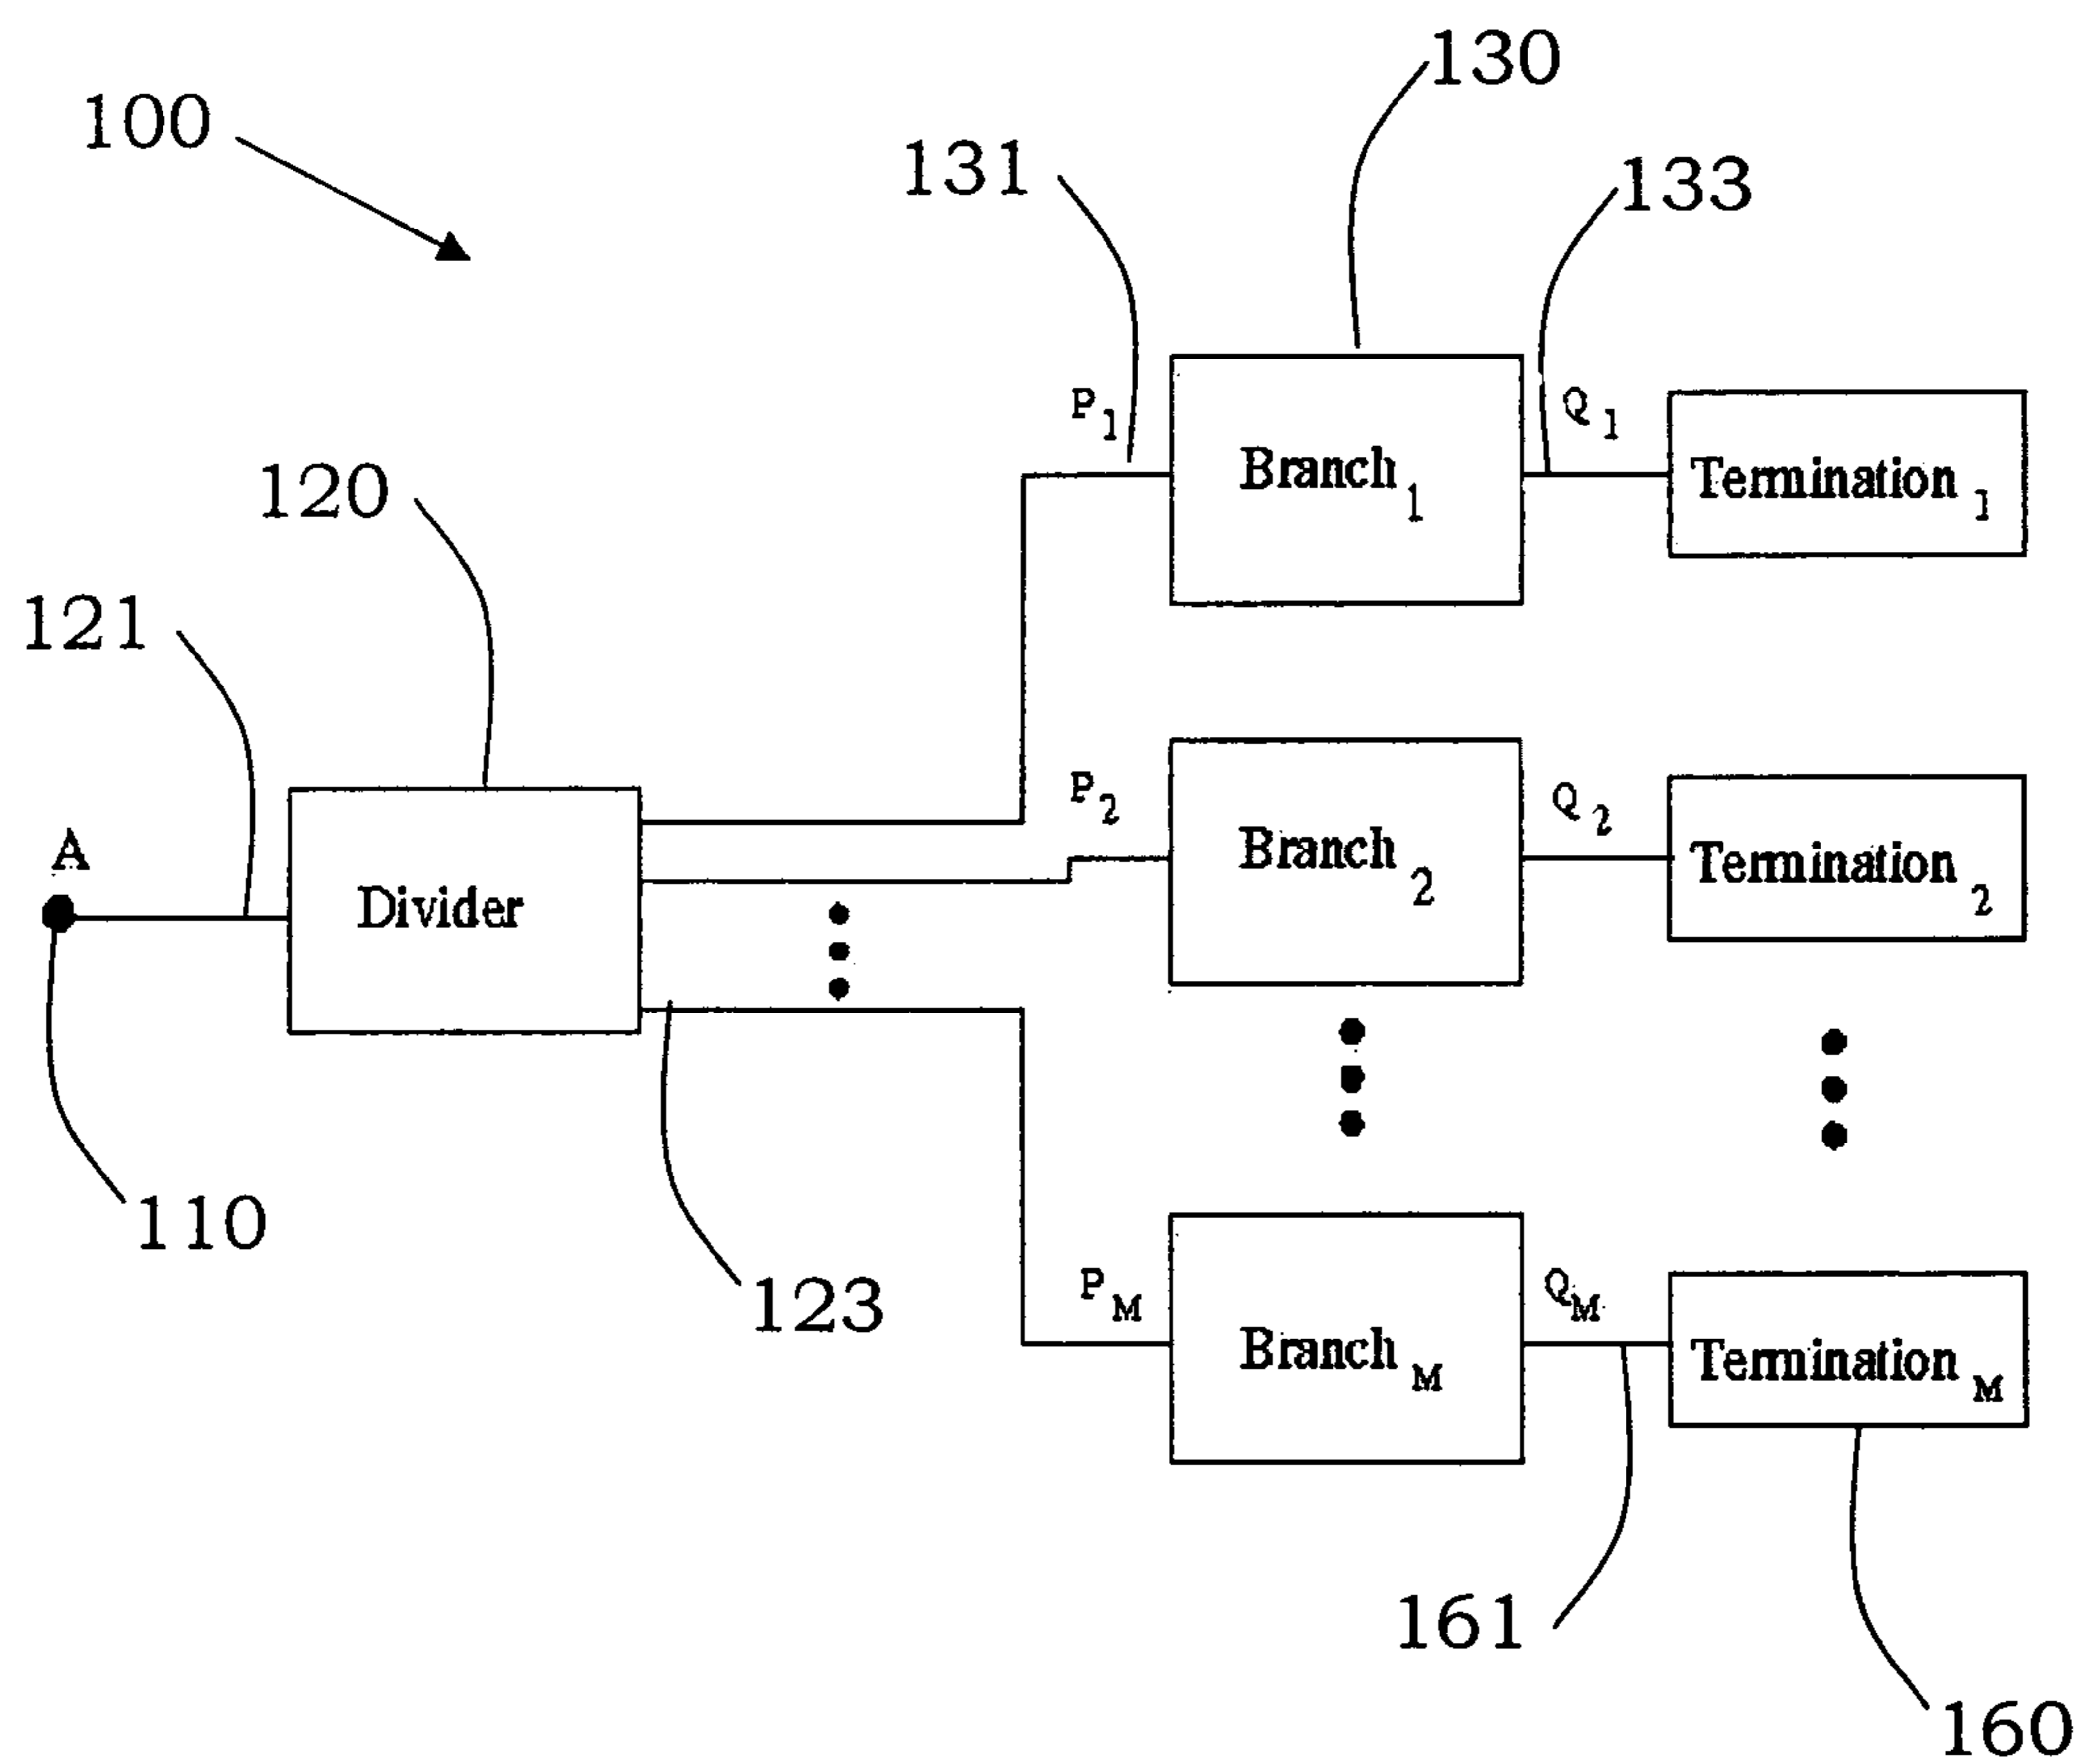 130
100
131
133
P1
Q1
Branch1
Termination1
120
121
P2
Q2
A
Branch2
Termination2
Divider
110
123
PM
QM
BranchM
TerminationM
161
160